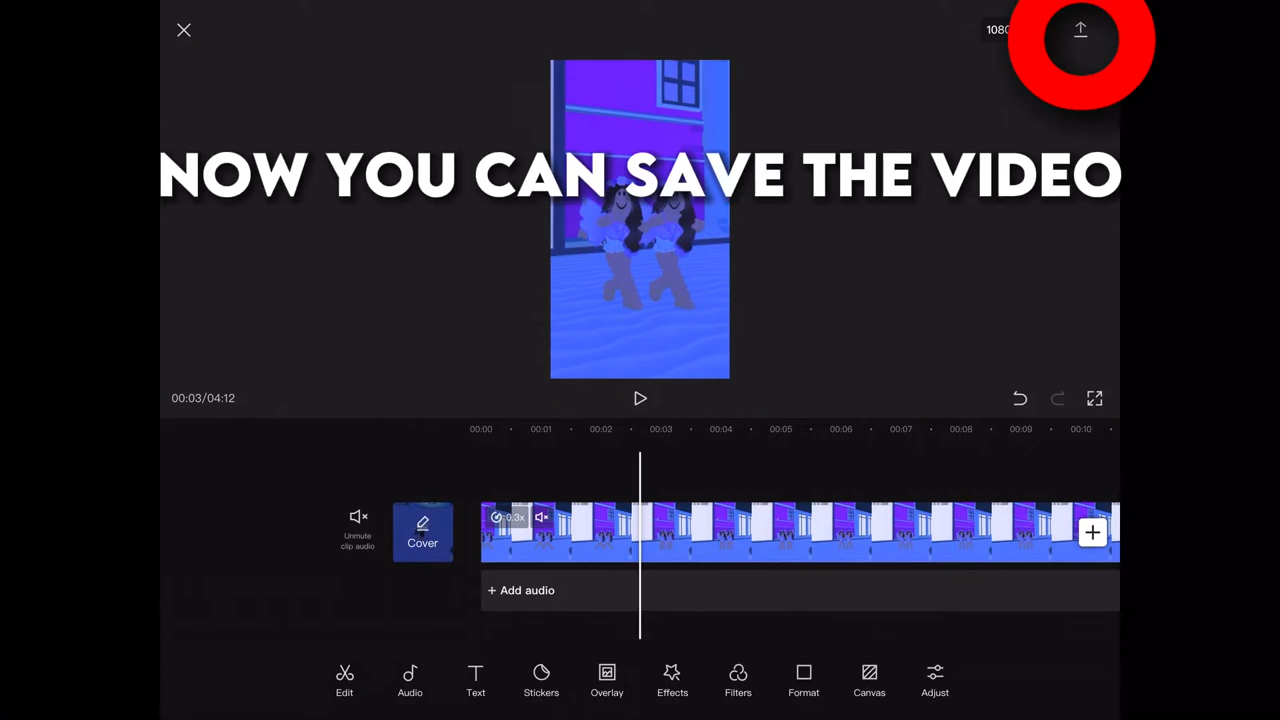 1080
NOW YOU CAN SAVE THE VIDEO
00:03/04:12
00:00 00:01 00:02 00:03 00:04 00:05 00:06 00:07 00:08 00:09 00:10
0.3x
Unmute
clip audio
Cover
+ Add audio
Edit Audio Text Stickers Overlay Effects Filters Format Canvas Adjust